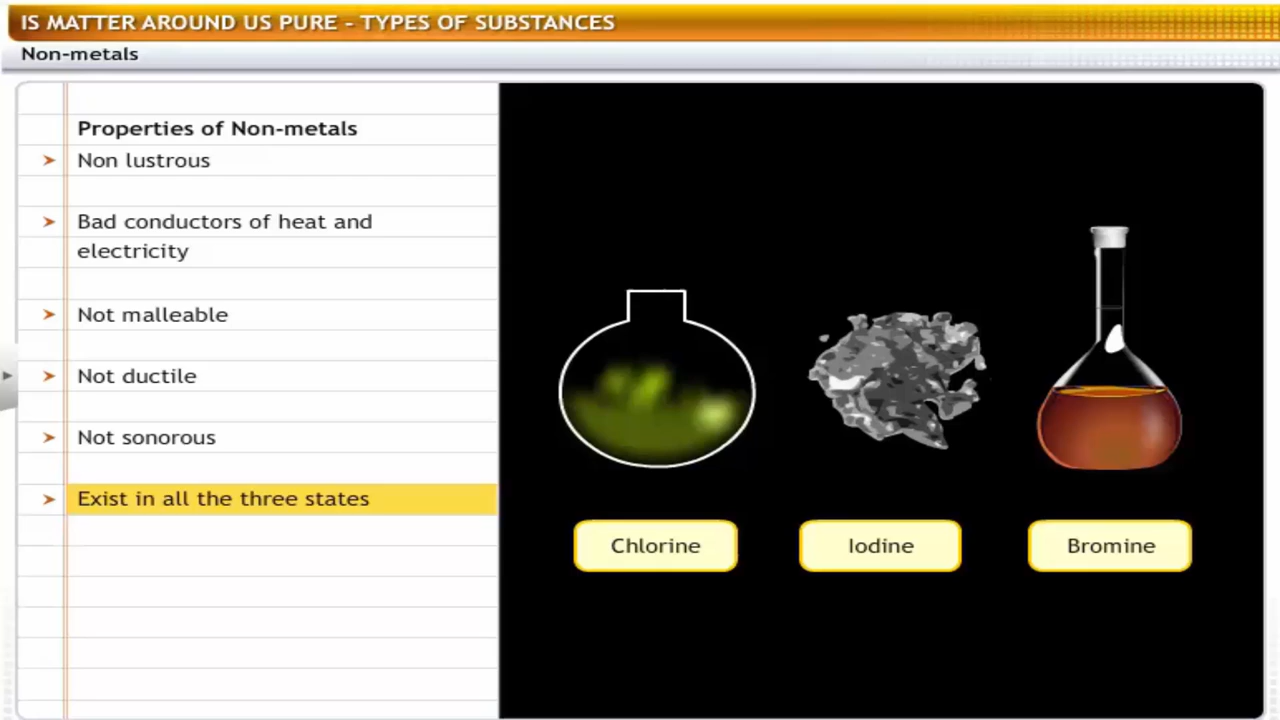 IS MATTER AROUND US PURE - TYPES OF SUBSTANCES
Non-metals
Properties of Non-metals
Non lustrous
Bad conductors of heat and
electricity
Not malleable
Not ductile
Not sonorous
Exist in all the three states
Chlorine
Iodine
Bromine